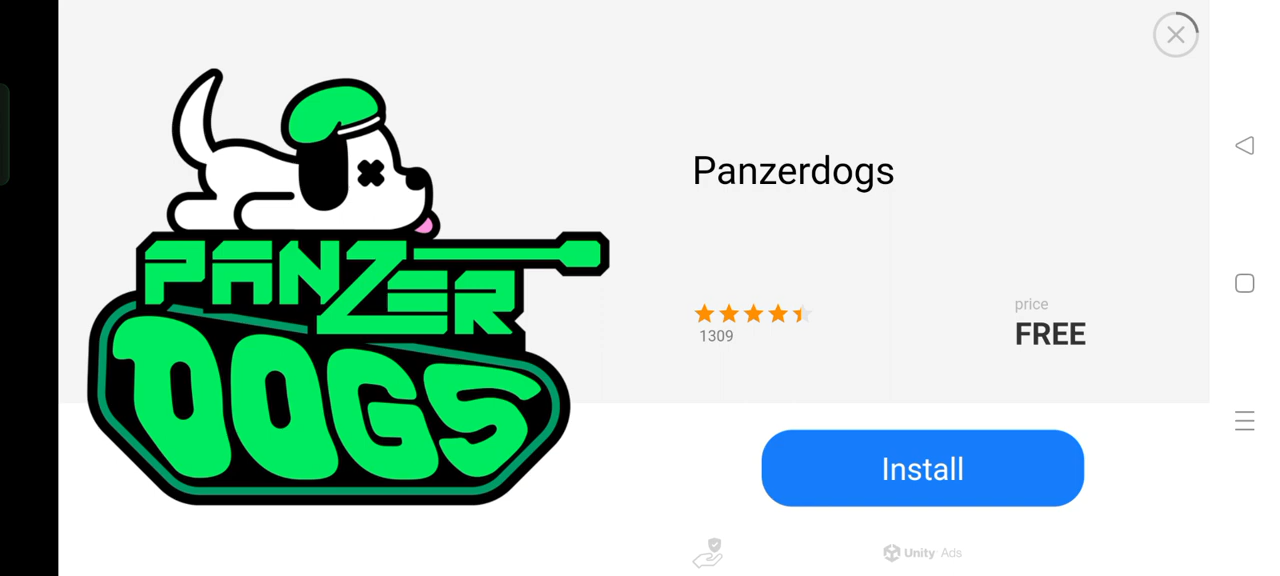 PANZER
DOGS
Panzerdogs
1309
price
FREE
Install
Unity Ads